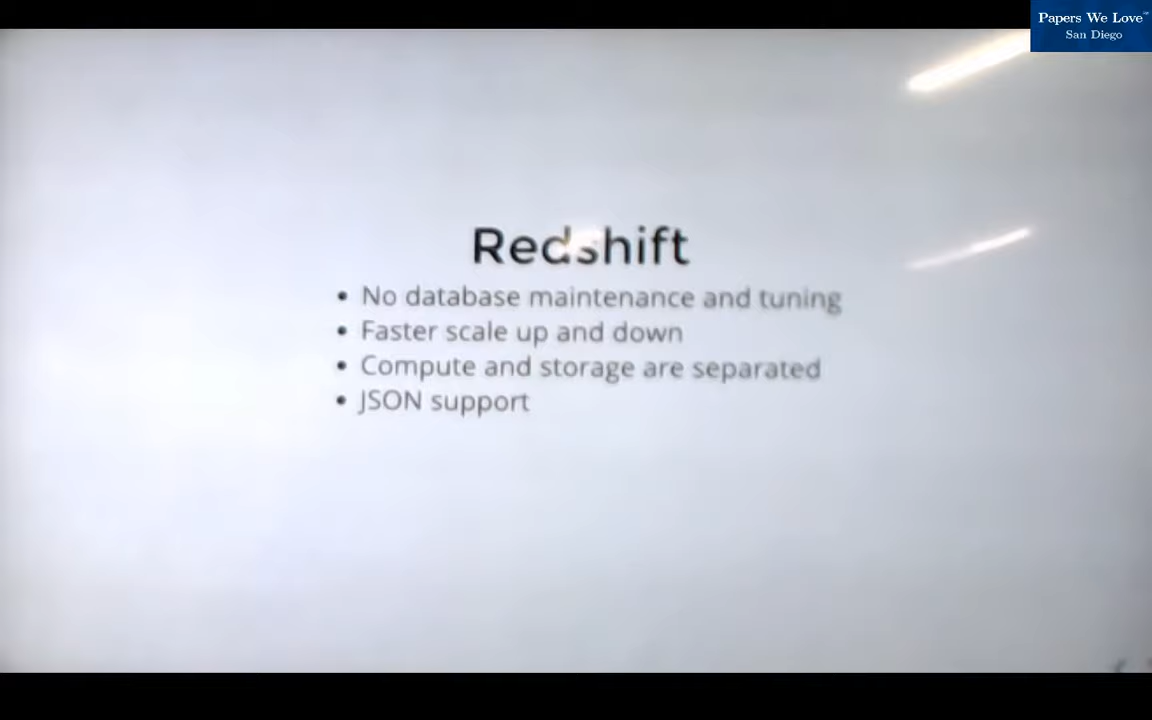 Papers We Love™
San Diego
Redshift
• No database maintenance and tuning
• Faster scale up and down
• Compute and storage are separated
• JSON support